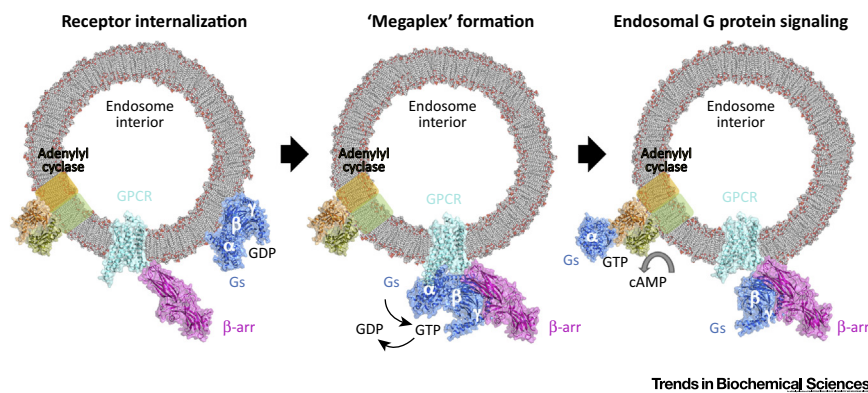 Receptor internalization
Endosome
interior
Adenylyl
cyclase
GPCR
γ
β
α
GDP
Gs
β-arr
‘Megaplex’ formation
Endosome
interior
Adenylyl
cyclase
GPCR
α
β
γ
Gs
GDP
GTP
β-arr
Endosomal G protein signaling
Endosome
interior
Adenylyl
cyclase
GPCR
α
Gs
GTP
cAMP
β
γ
Gs
β-arr
Trends in Biochemical Sciences